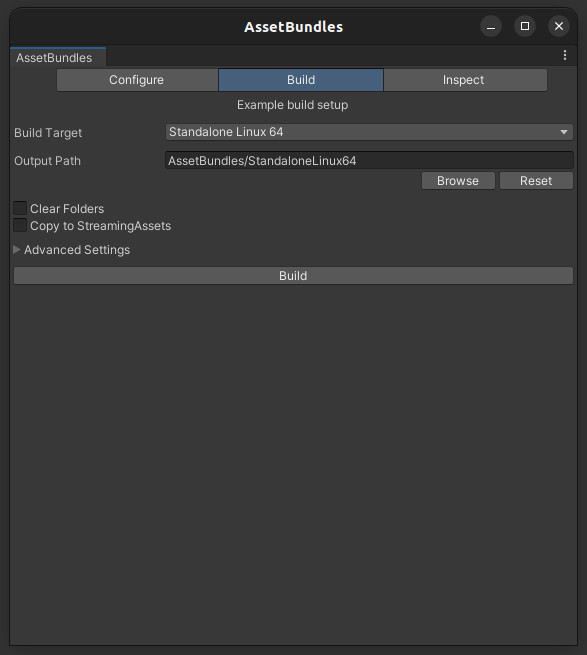 AssetBundles
AssetBundles
Configure Build Inspect
Example build setup
Build Target Standalone Linux 64
Output Path AssetBundles/StandaloneLinux64
Browse Reset
Clear Folders
Copy to StreamingAssets
Advanced Settings
Build